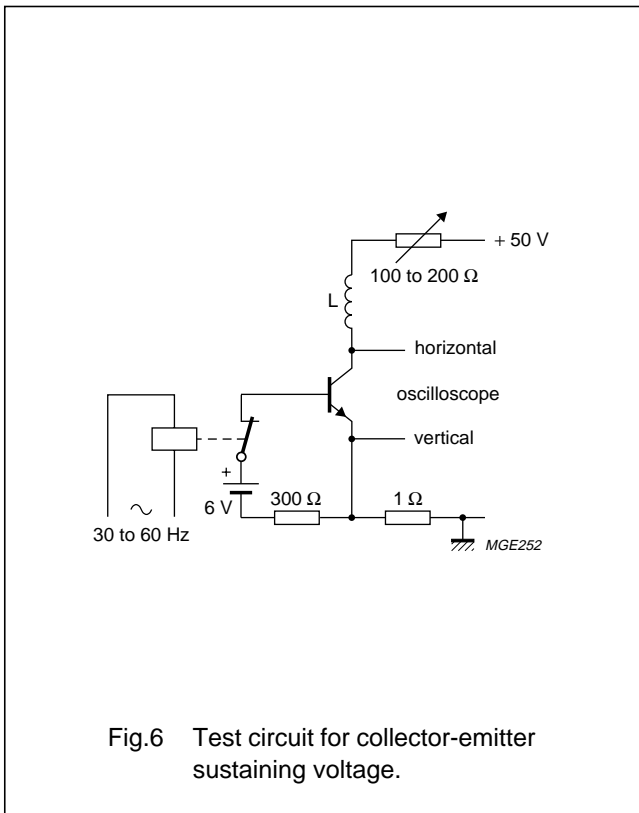 + 50 V
100 to 200 Ω
L
horizontal
oscilloscope
vertical
+
6 V
300 Ω
1 Ω
30 to 60 Hz
MGE252
Fig.6 Test circuit for collector-emitter
sustaining voltage.